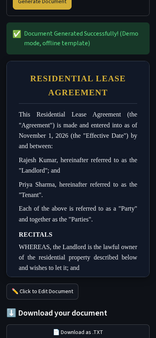 Generate Document
✅ Document Generated Successfully! (Demo
mode, offline template)
RESIDENTIAL LEASE
AGREEMENT
This Residential Lease Agreement (the
"Agreement") is made and entered into as of
November 1, 2026 (the "Effective Date") by
and between:
Rajesh Kumar, hereinafter referred to as the
"Landlord"; and
Priya Sharma, hereinafter referred to as the
"Tenant".
Each of the above is referred to as a "Party"
and together as the "Parties".
RECITALS
WHEREAS, the Landlord is the lawful owner
of the residential property described below
and wishes to let it; and
✏️ Click to Edit Document
⬇️ Download your document
📄 Download as .TXT